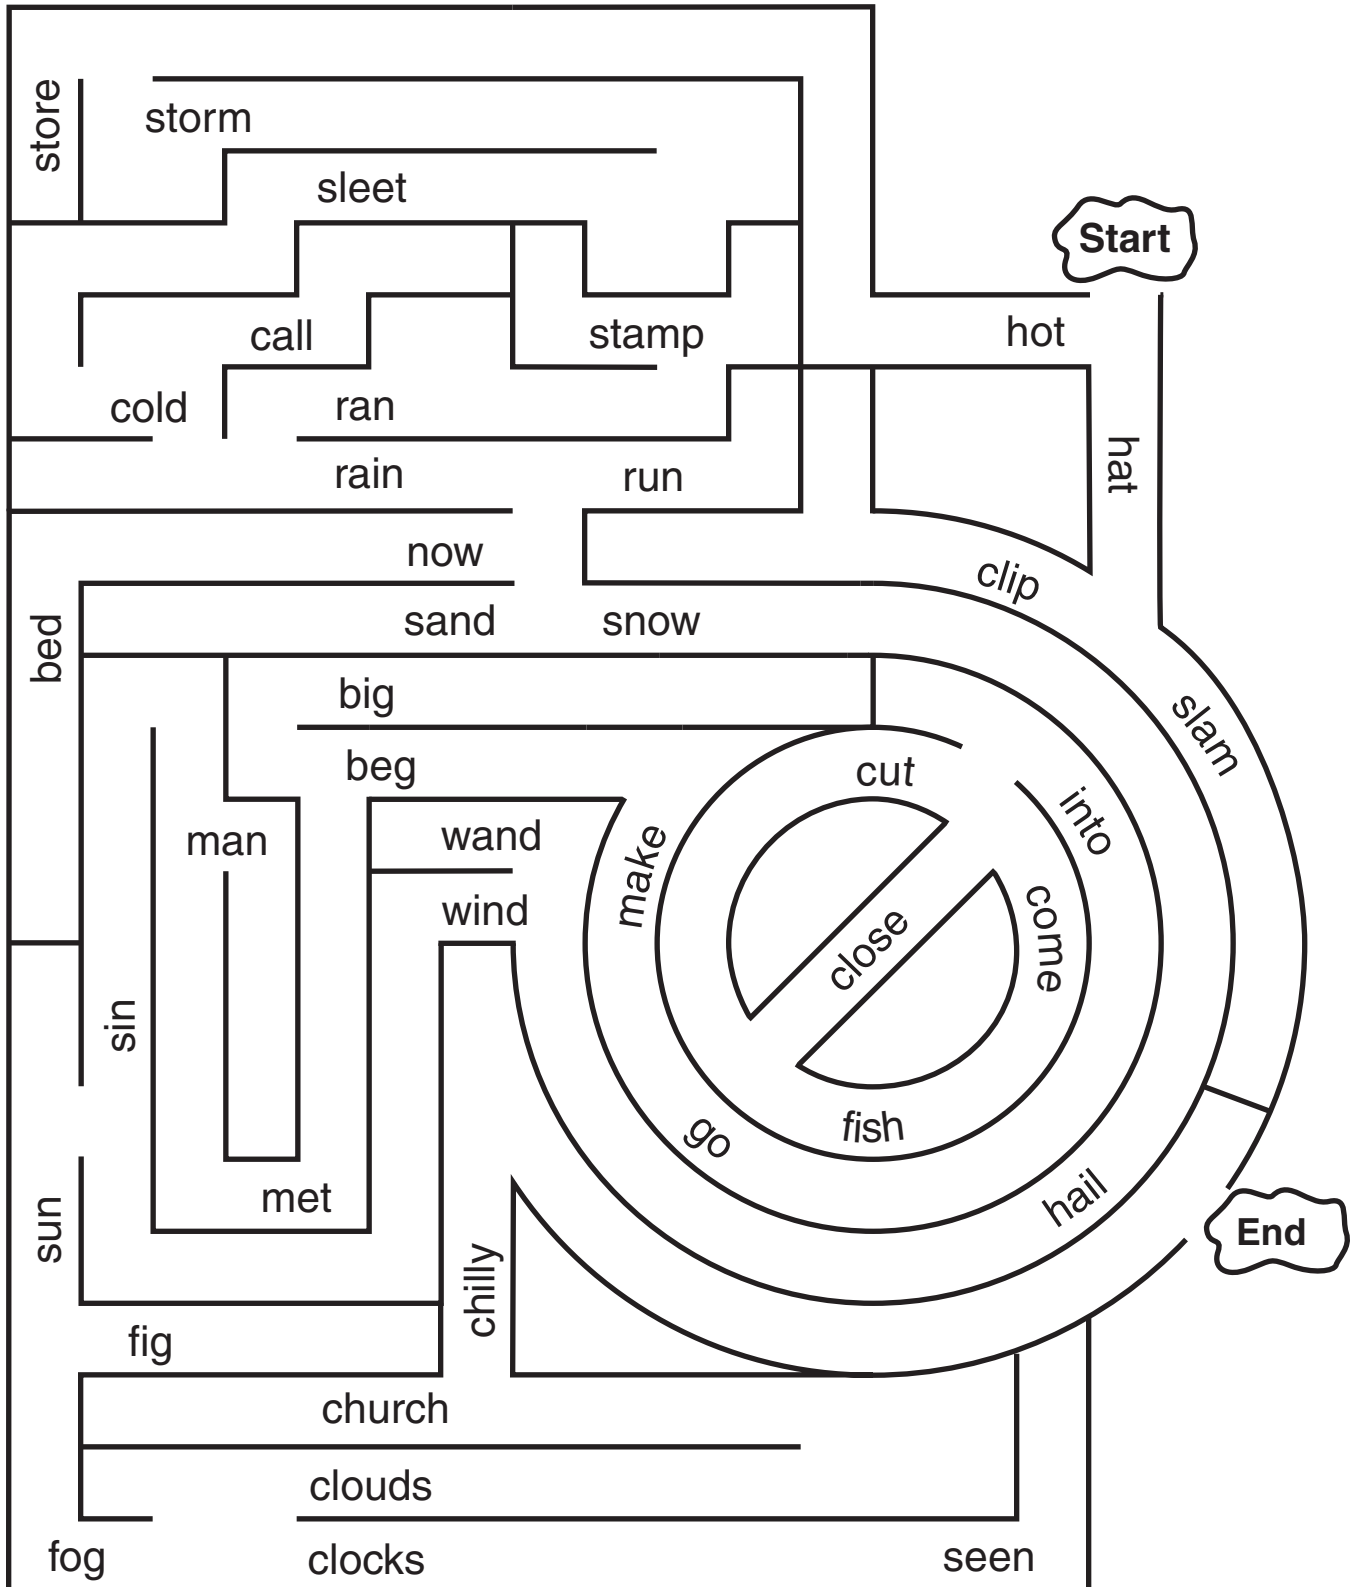 store
storm
sleet
Start
call
stamp
hot
cold
ran
hat
rain
run
now
clip
bed
sand
snow
big
slam
beg
cut
into
man
wand
make
wind
close
come
sin
go
fish
hail
met
sun
chilly
End
fig
church
clouds
fog
clocks
seen